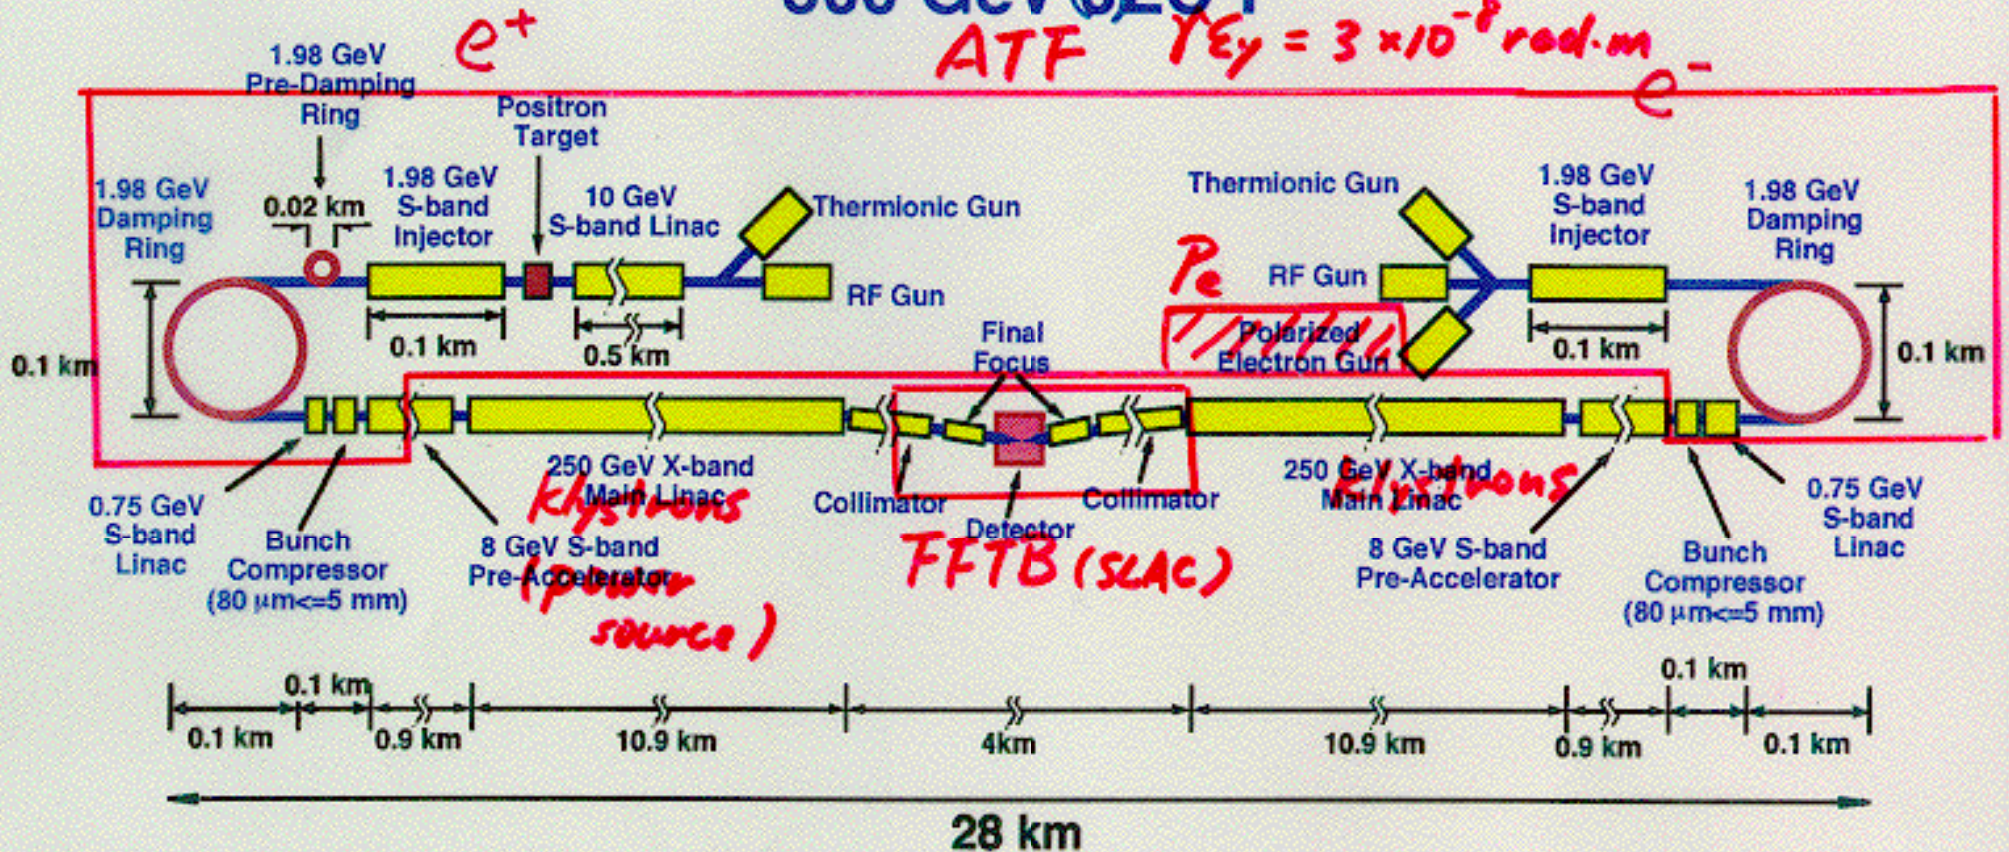 500 GeV
e+
ATF γεy = 3 ×10⁻⁸ rad·m
e-
1.98 GeV
Pre-Damping
Ring
Positron
Target
1.98 GeV
Damping
Ring
0.02 km
1.98 GeV
S-band
Injector
10 GeV
S-band Linac
Thermionic Gun
RF Gun
Thermionic Gun
1.98 GeV
S-band
Injector
1.98 GeV
Damping
Ring
Pe
RF Gun
Polarized
Electron Gun
0.1 km
0.1 km
0.5 km
Final
Focus
0.1 km
0.1 km
250 GeV X-band
Main Linac
klystrons
(power
source)
Collimator
Detector
Collimator
FFTB (SLAC)
250 GeV X-band
Main Linac
klystrons
0.75 GeV
S-band
Linac
Bunch
Compressor
(80 μm<=5 mm)
8 GeV S-band
Pre-Accelerator
8 GeV S-band
Pre-Accelerator
Bunch
Compressor
(80 μm<=5 mm)
0.75 GeV
S-band
Linac
0.1 km
0.1 km
0.1 km
0.9 km
10.9 km
4km
10.9 km
0.9 km
0.1 km
28 km